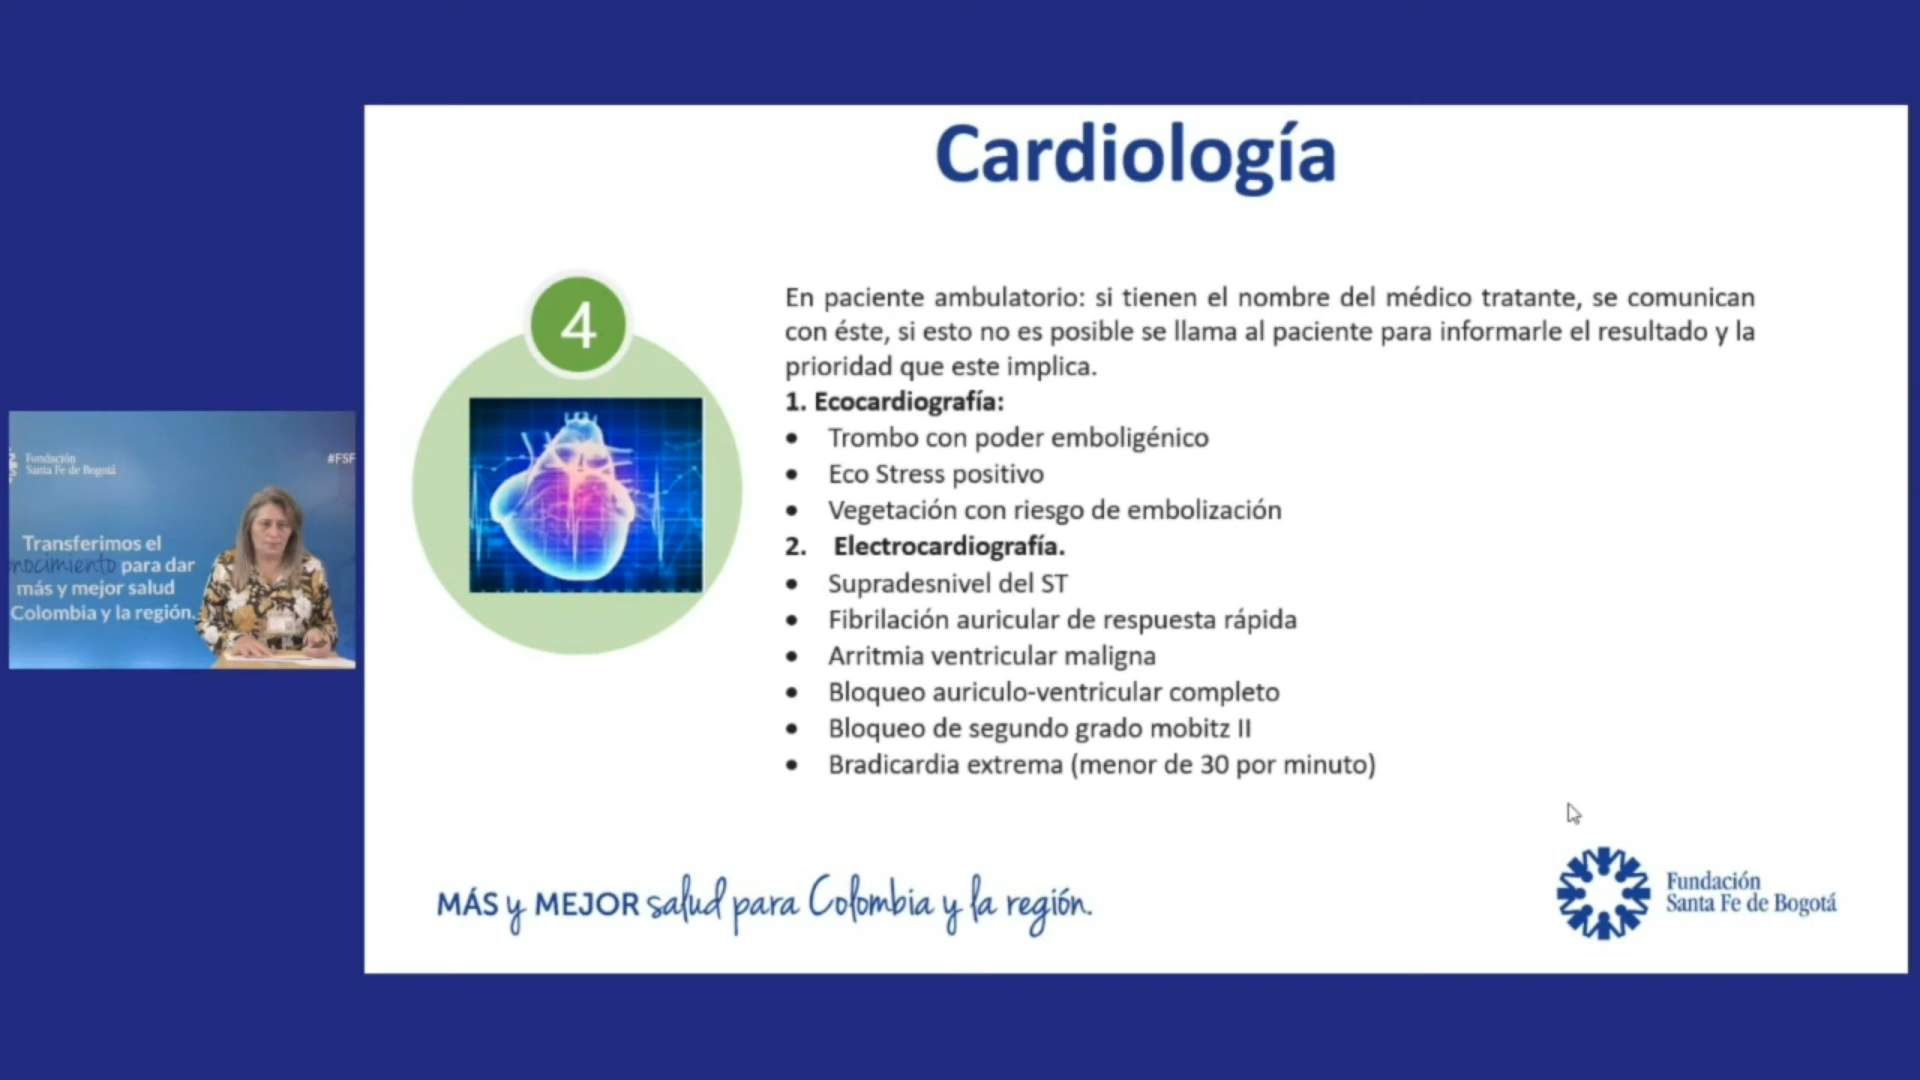 Cardiología
4
En paciente ambulatorio: si tienen el nombre del médico tratante, se comunican
con éste, si esto no es posible se llama al paciente para informarle el resultado y la
prioridad que este implica.
1. Ecocardiografía:
• Trombo con poder emboligénico
• Eco Stress positivo
• Vegetación con riesgo de embolización
2. Electrocardiografía.
• Supradesnivel del ST
• Fibrilación auricular de respuesta rápida
• Arritmia ventricular maligna
• Bloqueo auriculo-ventricular completo
• Bloqueo de segundo grado mobitz II
• Bradicardia extrema (menor de 30 por minuto)
MÁS y MEJOR salud para Colombia y la región.
Fundación
Santa Fe de Bogotá
Fundación
Santa Fe de Bogotá
#FSF
Transferimos el
nocimiento para dar
más y mejor salud
Colombia y la región.